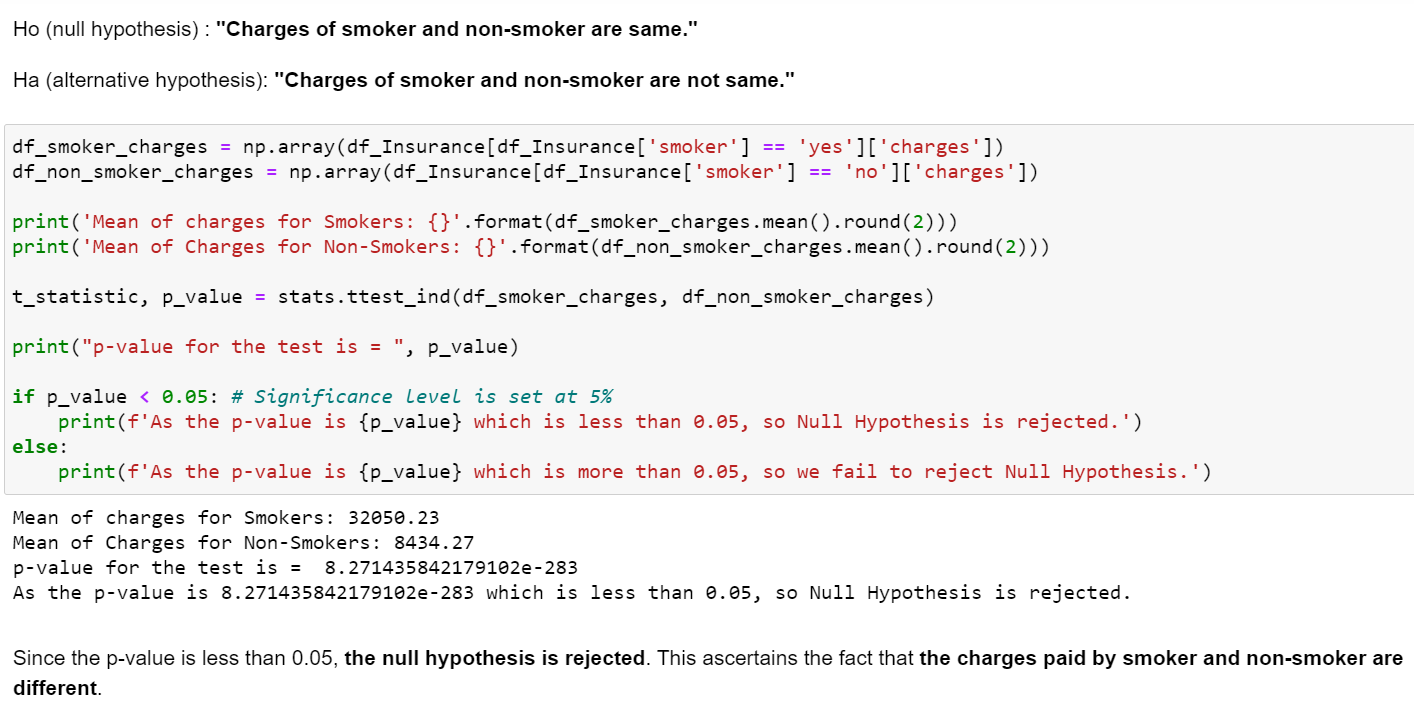 Ho (null hypothesis) : "Charges of smoker and non-smoker are same."
Ha (alternative hypothesis): "Charges of smoker and non-smoker are not same."
df_smoker_charges = np.array(df_Insurance[df_Insurance['smoker'] == 'yes']['charges'])
df_non_smoker_charges = np.array(df_Insurance[df_Insurance['smoker'] == 'no']['charges'])
print('Mean of charges for Smokers: {}'.format(df_smoker_charges.mean().round(2)))
print('Mean of Charges for Non-Smokers: {}'.format(df_non_smoker_charges.mean().round(2)))
t_statistic, p_value = stats.ttest_ind(df_smoker_charges, df_non_smoker_charges)
print("p-value for the test is = ", p_value)
if p_value < 0.05: # Significance level is set at 5%
    print(f'As the p-value is {p_value} which is less than 0.05, so Null Hypothesis is rejected.')
else:
    print(f'As the p-value is {p_value} which is more than 0.05, so we fail to reject Null Hypothesis.')
Mean of charges for Smokers: 32050.23
Mean of Charges for Non-Smokers: 8434.27
p-value for the test is =  8.271435842179102e-283
As the p-value is 8.271435842179102e-283 which is less than 0.05, so Null Hypothesis is rejected.
Since the p-value is less than 0.05, the null hypothesis is rejected. This ascertains the fact that the charges paid by smoker and non-smoker are
different.